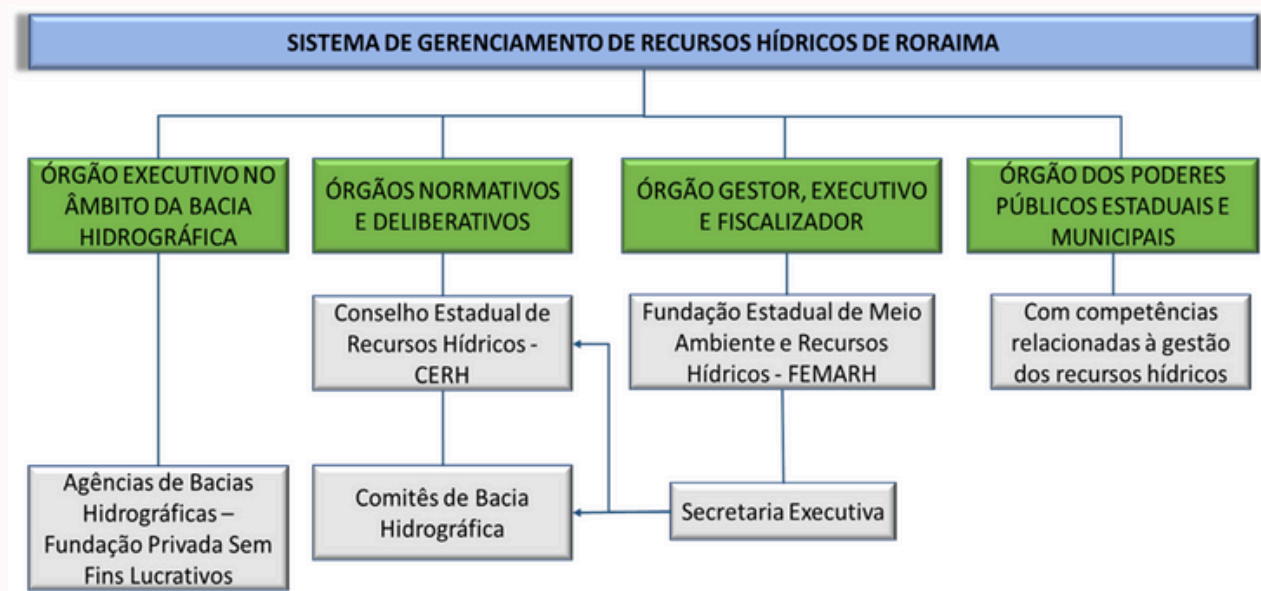 SISTEMA DE GERENCIAMENTO DE RECURSOS HÍDRICOS DE RORAIMA
ÓRGÃO EXECUTIVO NO
ÂMBITO DA BACIA
HIDROGRÁFICA
ÓRGÃOS NORMATIVOS
E DELIBERATIVOS
ÓRGÃO GESTOR, EXECUTIVO
E FISCALIZADOR
ÓRGÃO DOS PODERES
PÚBLICOS ESTADUAIS E
MUNICIPAIS
Conselho Estadual de
Recursos Hídricos -
CERH
Fundação Estadual de Meio
Ambiente e Recursos
Hídricos - FEMARH
Com competências
relacionadas à gestão
dos recursos hídricos
Agências de Bacias
Hidrográficas –
Fundação Privada Sem
Fins Lucrativos
Comitês de Bacia
Hidrográfica
Secretaria Executiva